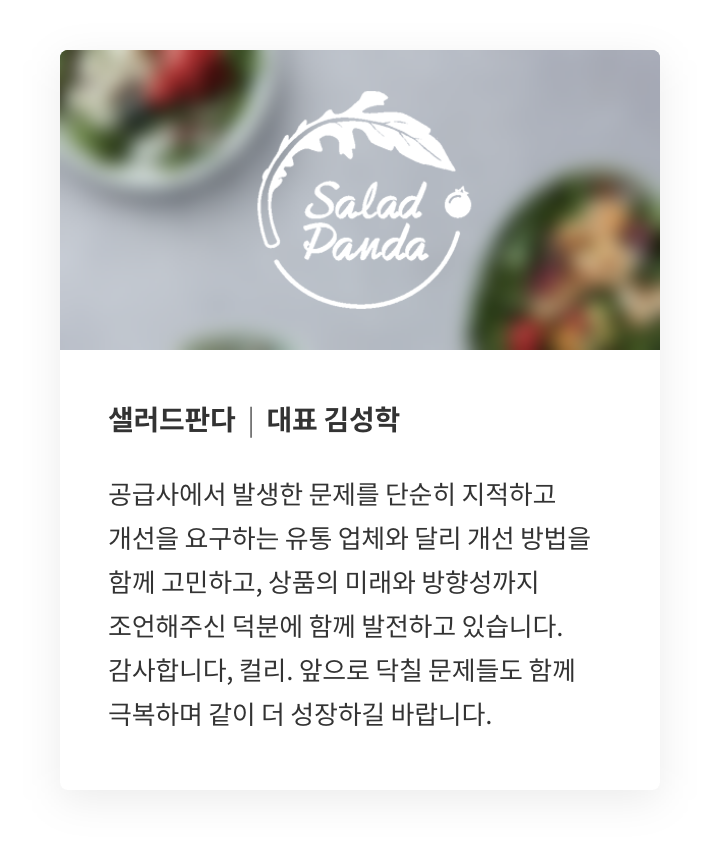 Salad
Panda
샐러드판다 | 대표 김성학
공급사에서 발생한 문제를 단순히 지적하고
개선을 요구하는 유통 업체와 달리 개선 방법을
함께 고민하고, 상품의 미래와 방향성까지
조언해주신 덕분에 함께 발전하고 있습니다.
감사합니다, 컬리. 앞으로 닥칠 문제들도 함께
극복하며 같이 더 성장하길 바랍니다.